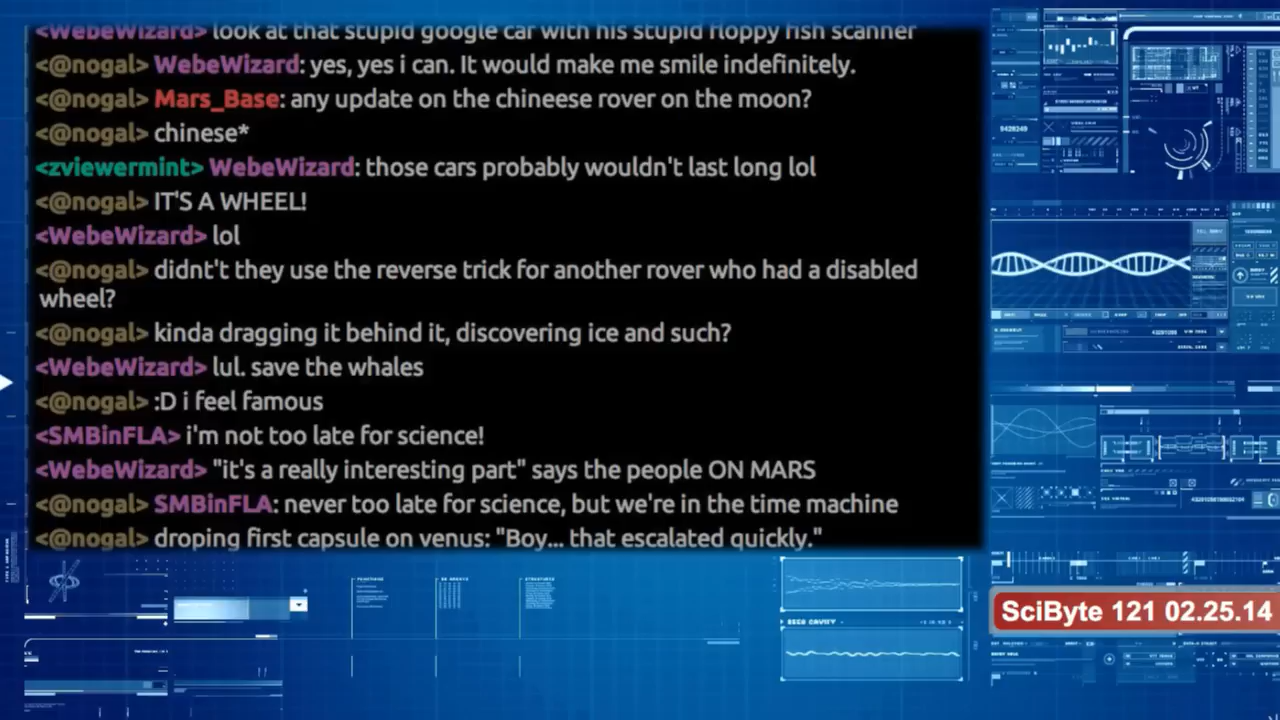 <WebeWizard> look at that stupid google car with his stupid floppy fish scanner
<@nogal> WebeWizard: yes, yes i can. It would make me smile indefinitely.
<@nogal> Mars_Base: any update on the chineese rover on the moon?
<@nogal> chinese*
<zviewermint> WebeWizard: those cars probably wouldn't last long lol
<@nogal> IT'S A WHEEL!
<WebeWizard> lol
<@nogal> didnt't they use the reverse trick for another rover who had a disabled
wheel?
<@nogal> kinda dragging it behind it, discovering ice and such?
<WebeWizard> lul. save the whales
<@nogal> :D i feel famous
<SMBinFLA> i'm not too late for science!
<WebeWizard> "it's a really interesting part" says the people ON MARS
<@nogal> SMBinFLA: never too late for science, but we're in the time machine
<@nogal> droping first capsule on venus: "Boy... that escalated quickly."
SciByte 121 02.25.14